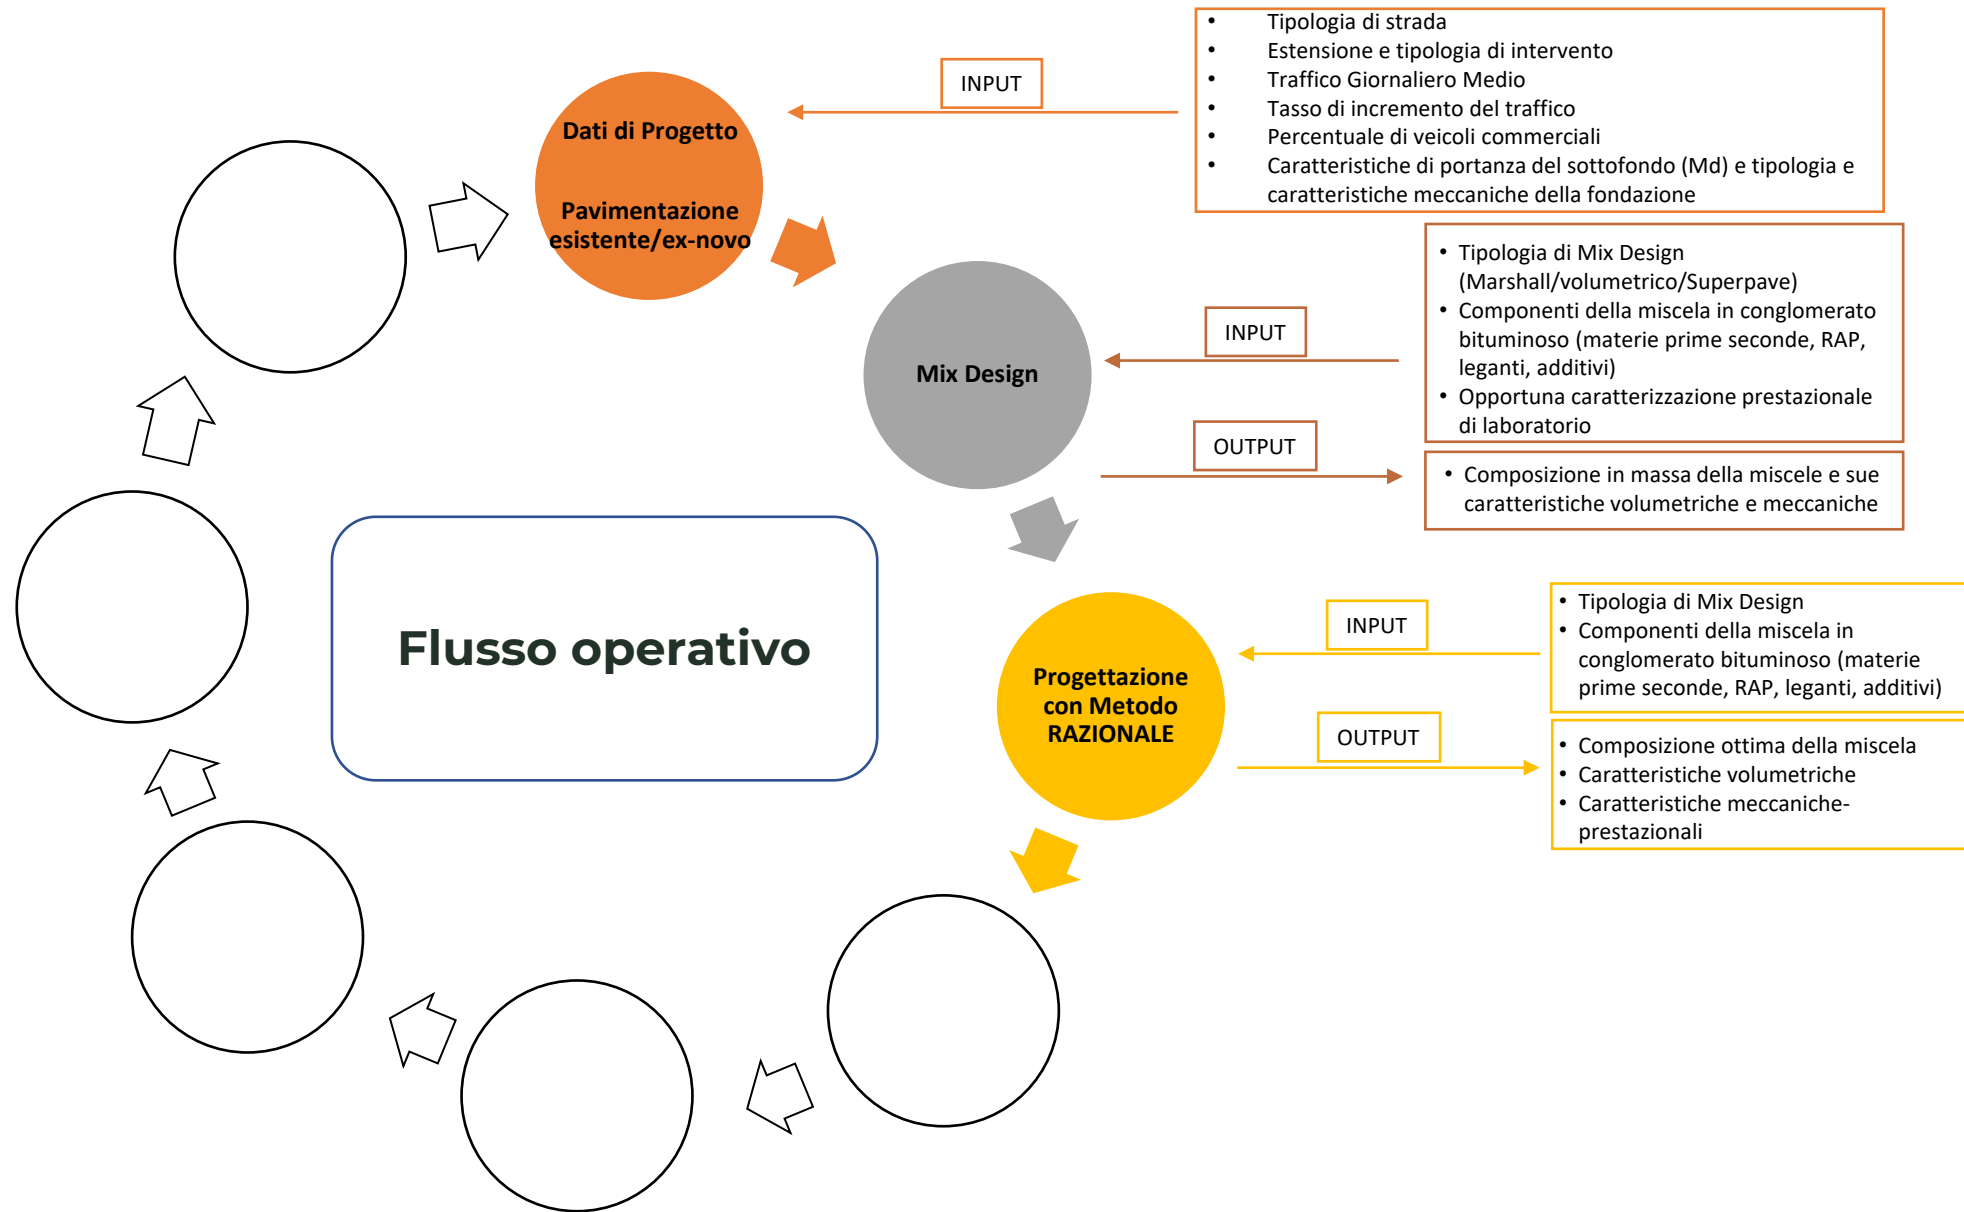 Dati di Progetto
Pavimentazione
esistente/ex-novo
INPUT
• Tipologia di strada
• Estensione e tipologia di intervento
• Traffico Giornaliero Medio
• Tasso di incremento del traffico
• Percentuale di veicoli commerciali
• Caratteristiche di portanza del sottofondo (Md) e tipologia e
caratteristiche meccaniche della fondazione
Mix Design
INPUT
• Tipologia di Mix Design
(Marshall/volumetrico/Superpave)
• Componenti della miscela in conglomerato
bituminoso (materie prime seconde, RAP,
leganti, additivi)
• Opportuna caratterizzazione prestazionale
di laboratorio
OUTPUT
• Composizione in massa della miscele e sue
caratteristiche volumetriche e meccaniche
Flusso operativo
Progettazione
con Metodo
RAZIONALE
INPUT
• Tipologia di Mix Design
• Componenti della miscela in
conglomerato bituminoso (materie
prime seconde, RAP, leganti, additivi)
OUTPUT
• Composizione ottima della miscela
• Caratteristiche volumetriche
• Caratteristiche meccaniche-
prestazionali